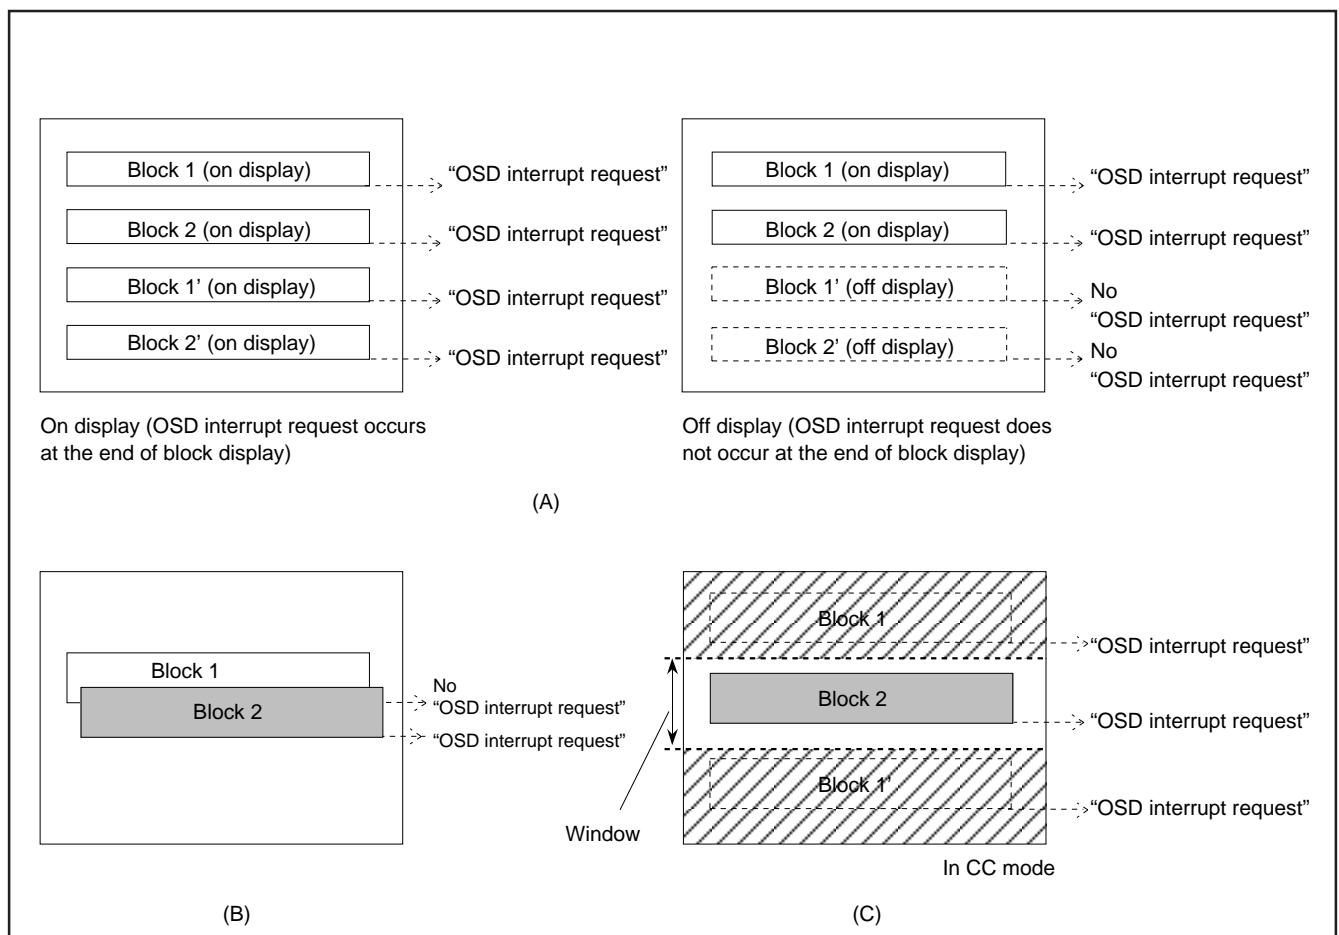 Block 1 (on display)
“OSD interrupt request”
Block 2 (on display)
“OSD interrupt request”
Block 1’ (on display)
“OSD interrupt request”
Block 2’ (on display)
“OSD interrupt request”
On display (OSD interrupt request occurs
at the end of block display)
Block 1 (on display)
“OSD interrupt request”
Block 2 (on display)
“OSD interrupt request”
Block 1’ (off display)
No
“OSD interrupt request”
Block 2’ (off display)
No
“OSD interrupt request”
Off display (OSD interrupt request does
not occur at the end of block display)
(A)
Block 1
No
“OSD interrupt request”
Block 2
“OSD interrupt request”
(B)
Block 1
“OSD interrupt request”
Block 2
“OSD interrupt request”
Block 1’
“OSD interrupt request”
Window
In CC mode
(C)